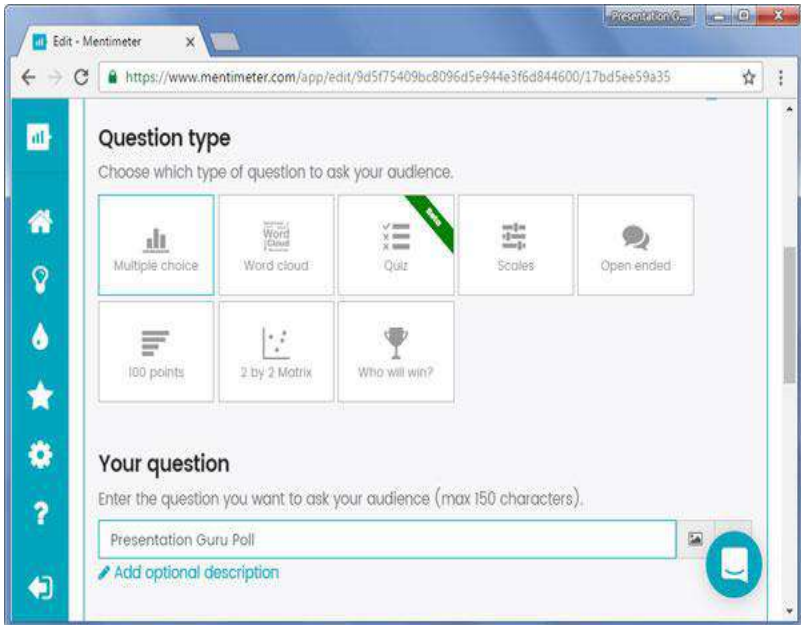 Presentation G...
Edit - Mentimeter
https://www.mentimeter.com/app/edit/9d5f75409bc8096d5e944e3f6d844600/17bd5ee59a35
Question type
Choose which type of question to ask your audience.
Multiple choice
Word Cloud
Word cloud
Beta
Quiz
Scales
Open ended
100 points
2 by 2 Matrix
Who will win?
Your question
Enter the question you want to ask your audience (max 150 characters).
Presentation Guru Poll
Add optional description